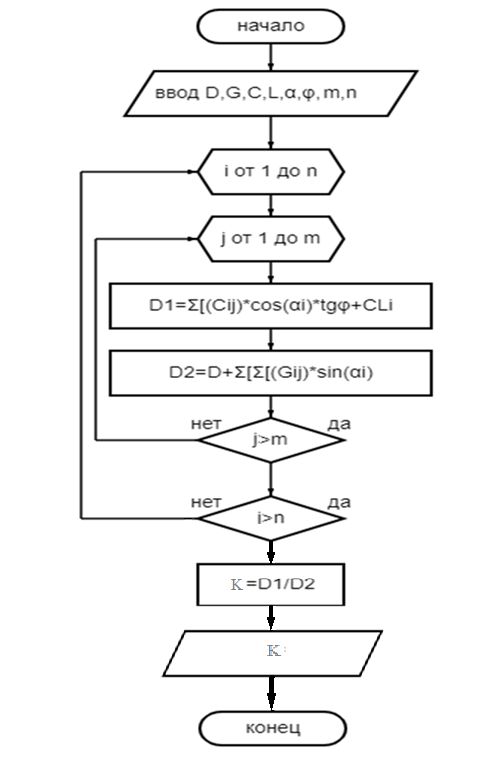 начало
ввод D,G,C,L,α,φ,m,n
i от 1 до n
j от 1 до m
D1=Σ[(Cij)*cos(αi)*tgφ+CLi
D2=D+Σ[Σ[(Gij)*sin(αi)
нет да
j>m
нет да
i>n
K =D1/D2
K:
конец